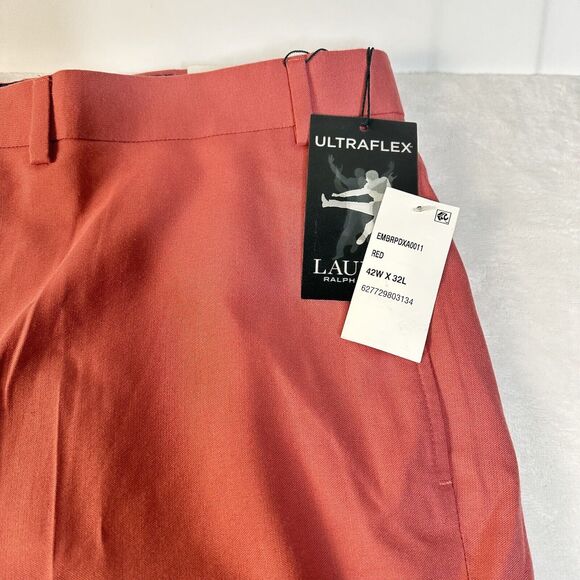 ULTRAFLEX
LAU
RALPH
EMBRPDXA0011
RED
42W X 32L
627729803134